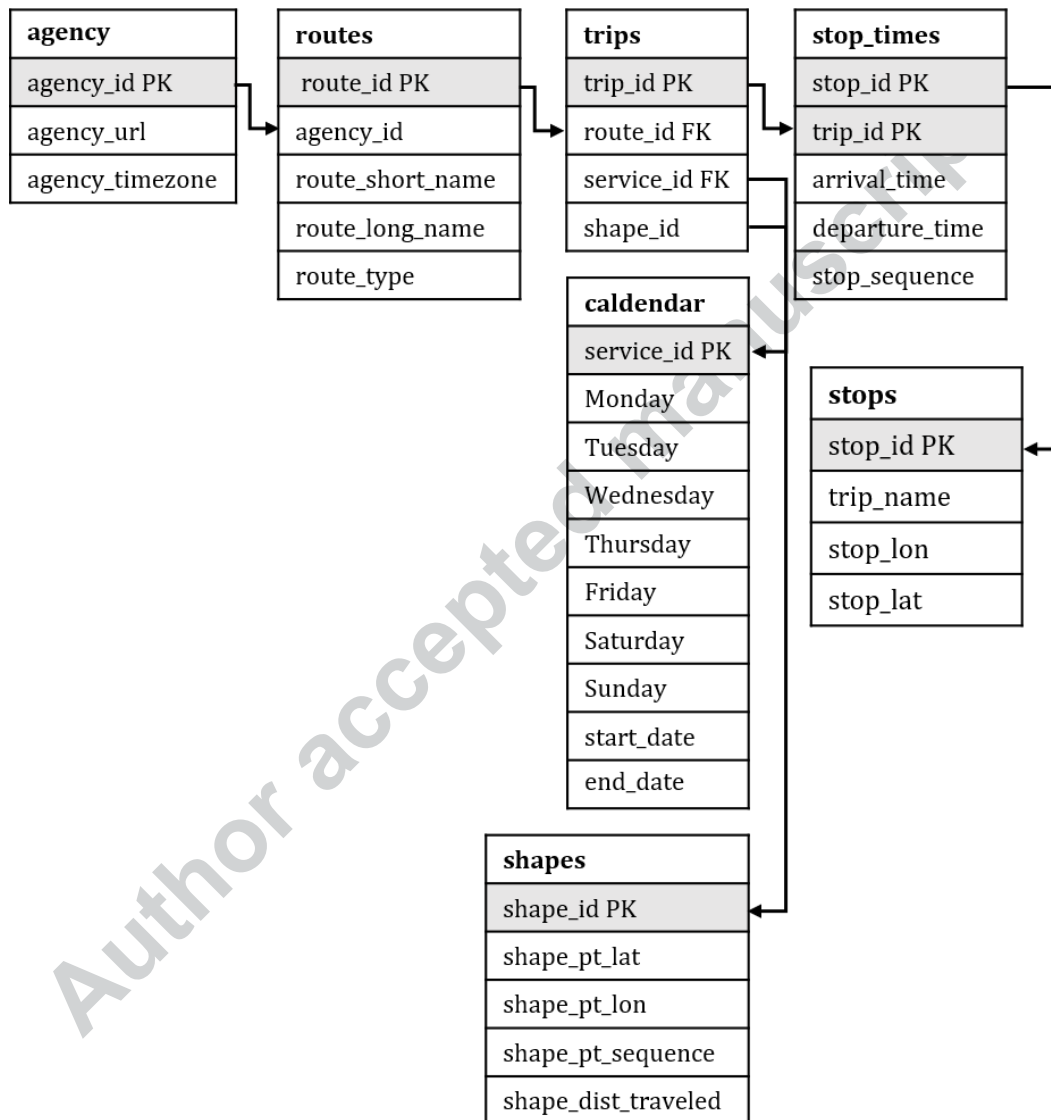 agency
agency_id PK
agency_url
agency_timezone
routes
route_id PK
agency_id
route_short_name
route_long_name
route_type
trips
trip_id PK
route_id FK
service_id FK
shape_id
stop_times
stop_id PK
trip_id PK
arrival_time
departure_time
stop_sequence
caldendar
service_id PK
Monday
Tuesday
Wednesday
Thursday
Friday
Saturday
Sunday
start_date
end_date
stops
stop_id PK
trip_name
stop_lon
stop_lat
shapes
shape_id PK
shape_pt_lat
shape_pt_lon
shape_pt_sequence
shape_dist_traveled
Author accepted manuscript